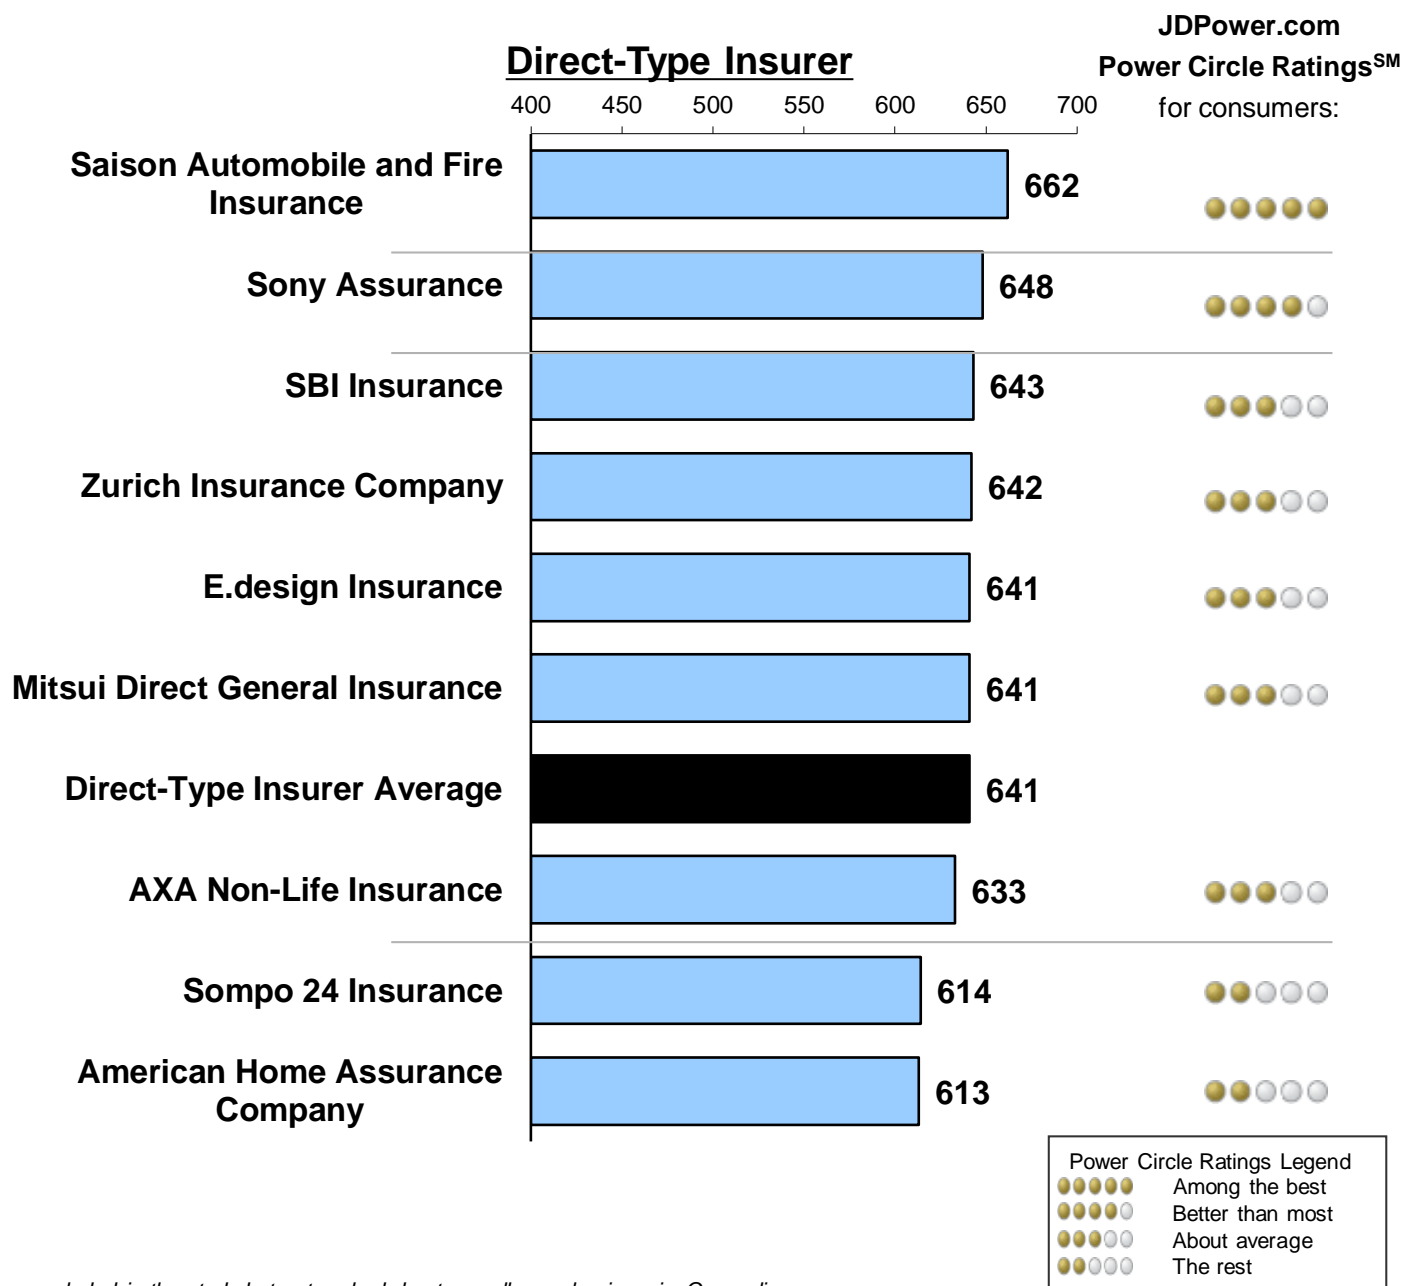 JDPower.com
Power Circle RatingsSM
for consumers:
Direct-Type Insurer
400 450 500 550 600 650 700
Saison Automobile and Fire
Insurance
662
Sony Assurance
648
SBI Insurance
643
Zurich Insurance Company
642
E.design Insurance
641
Mitsui Direct General Insurance
641
Direct-Type Insurer Average
641
AXA Non-Life Insurance
633
Sompo 24 Insurance
614
American Home Assurance
Company
613
Power Circle Ratings Legend
Among the best
Better than most
About average
The rest